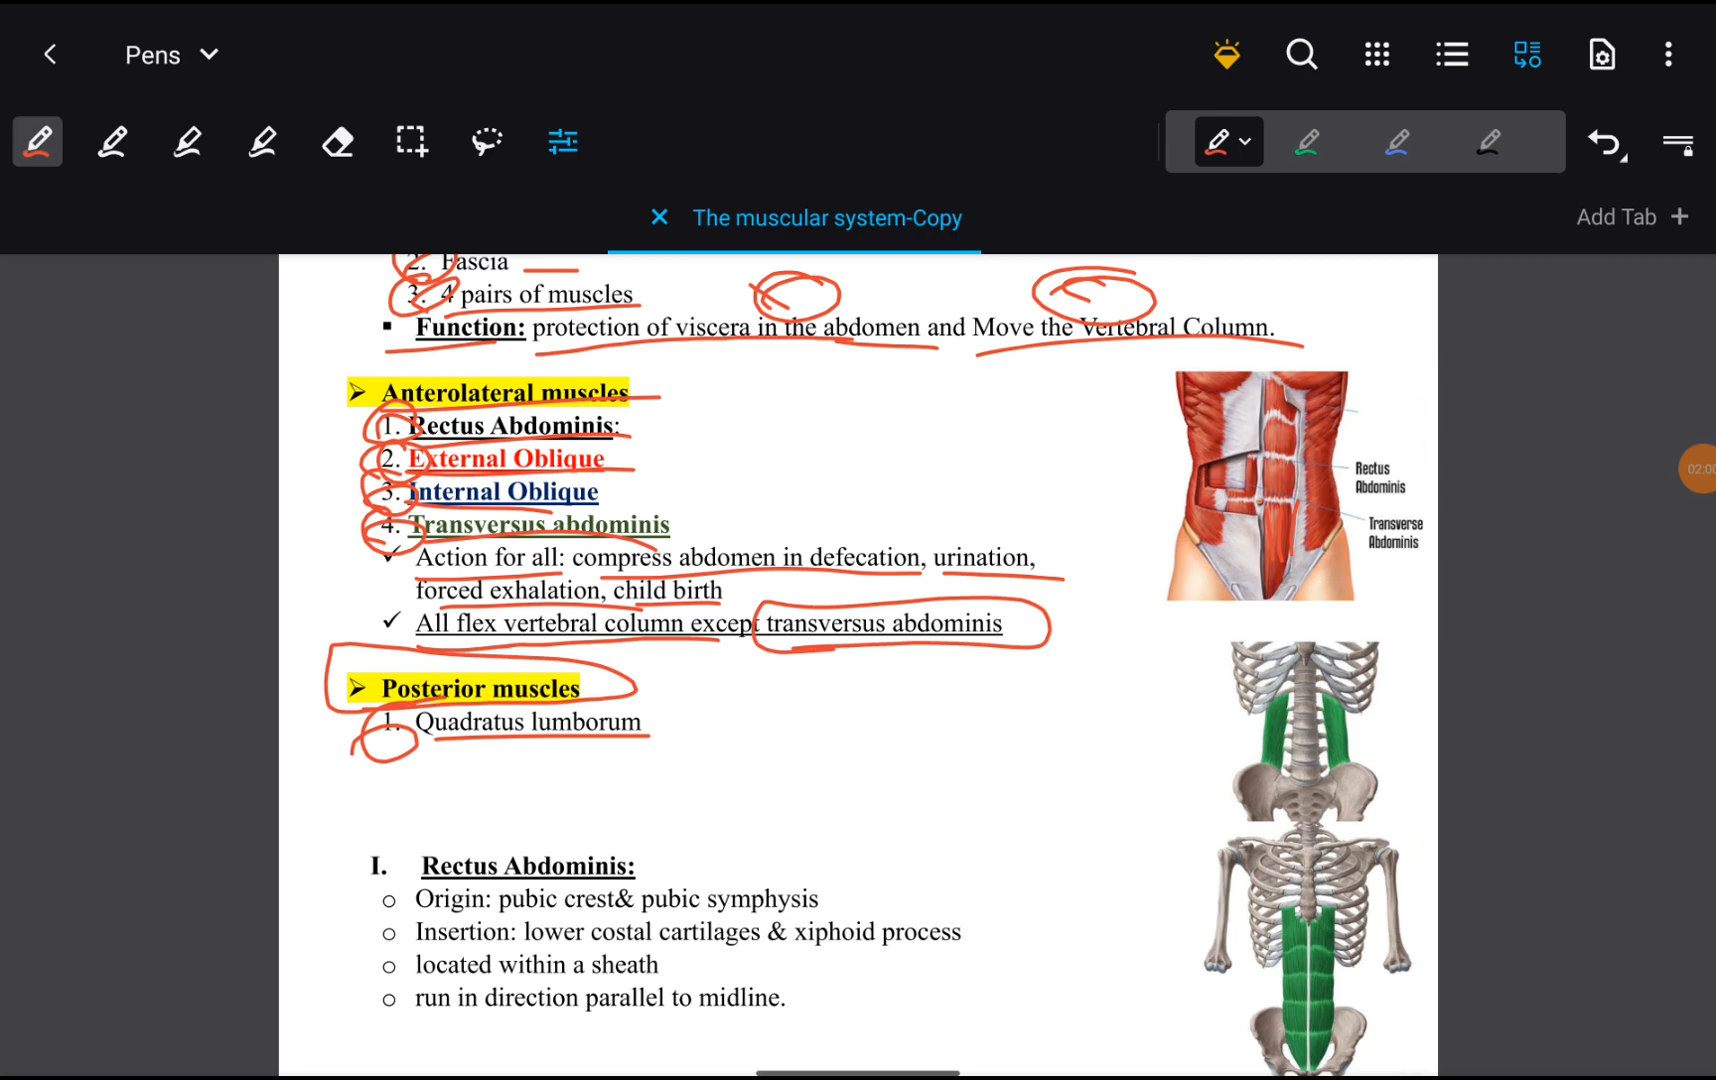 Pens
The muscular system-Copy
Add Tab +
2. Fascia
3. 4 pairs of muscles
▪ Function: protection of viscera in the abdomen and Move the Vertebral Column.
➢ Anterolateral muscles
1. Rectus Abdominis:
2. External Oblique
3. Internal Oblique
4. Transversus abdominis
✓ Action for all: compress abdomen in defecation, urination,
forced exhalation, child birth
✓ All flex vertebral column except transversus abdominis
Rectus
Abdominis
Transverse
Abdominis
02:00
➢ Posterior muscles
1. Quadratus lumborum
I. Rectus Abdominis:
o Origin: pubic crest& pubic symphysis
o Insertion: lower costal cartilages & xiphoid process
o located within a sheath
o run in direction parallel to midline.